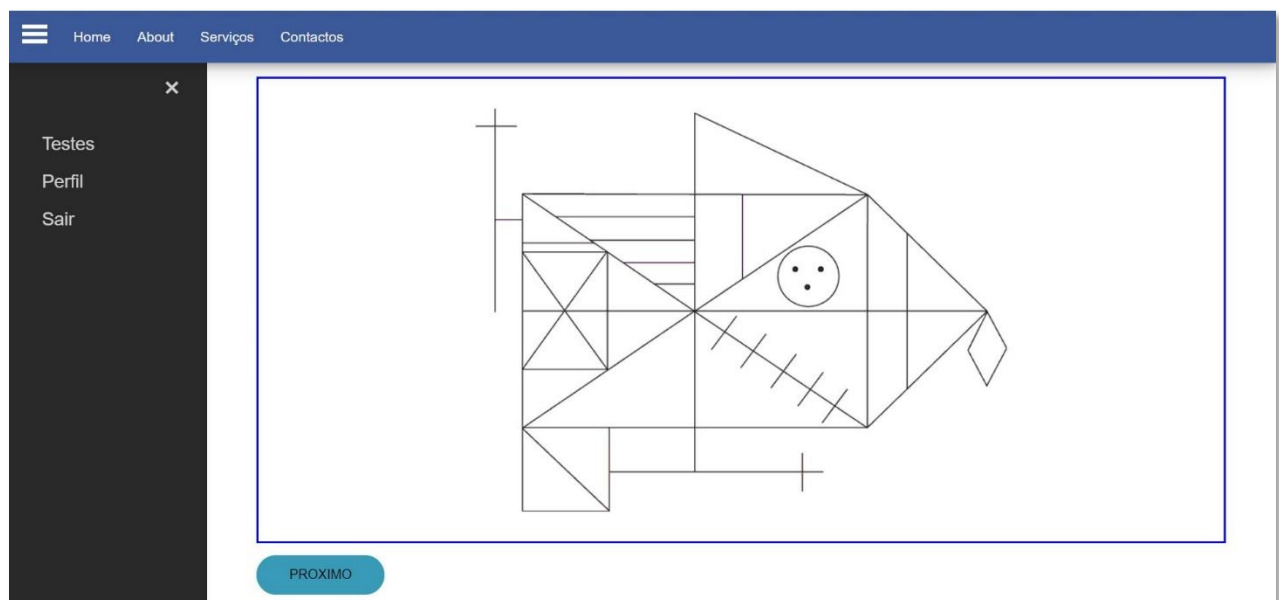 Home About Serviços Contactos
Testes
Perfil
Sair
PROXIMO